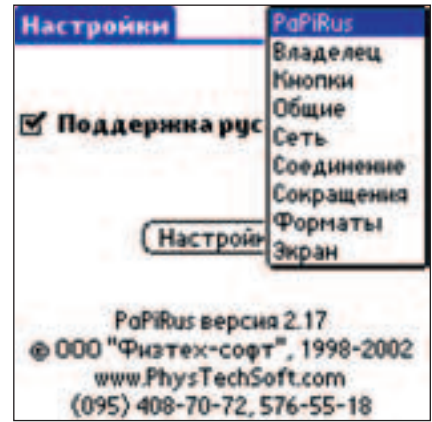 Настройки
PaPiRus
Владелец
Кнопки
Общие
Поддержка рус
Сеть
Соединение
Сокращения
Форматы
Настрой
Экран
PaPiRus версия 2.17
© ООО "Физтех-софт", 1998-2002
www.PhysTechSoft.com
(095) 408-70-72, 576-55-18